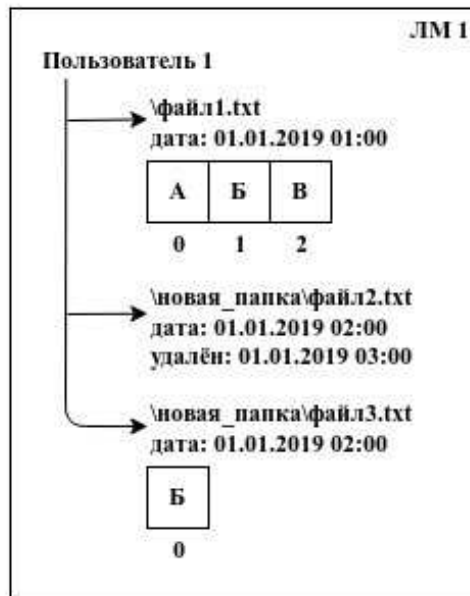 ЛМ 1
Пользователь 1
\файл1.txt
дата: 01.01.2019 01:00
А Б В
0 1 2
\новая_папка\файл2.txt
дата: 01.01.2019 02:00
удалён: 01.01.2019 03:00
\новая_папка\файл3.txt
дата: 01.01.2019 02:00
Б
0